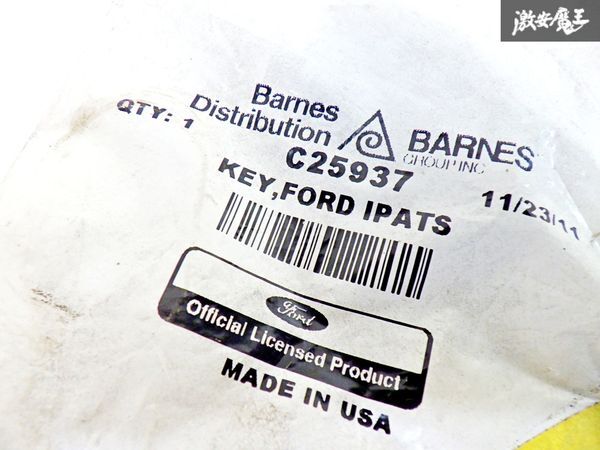 激安魔王
Barnes
Distribution
BARNES
GROUP INC
QTY: 1
C25937
11/23/11
KEY,FORD IPATS
Ford
Official Licensed Product
MADE IN USA